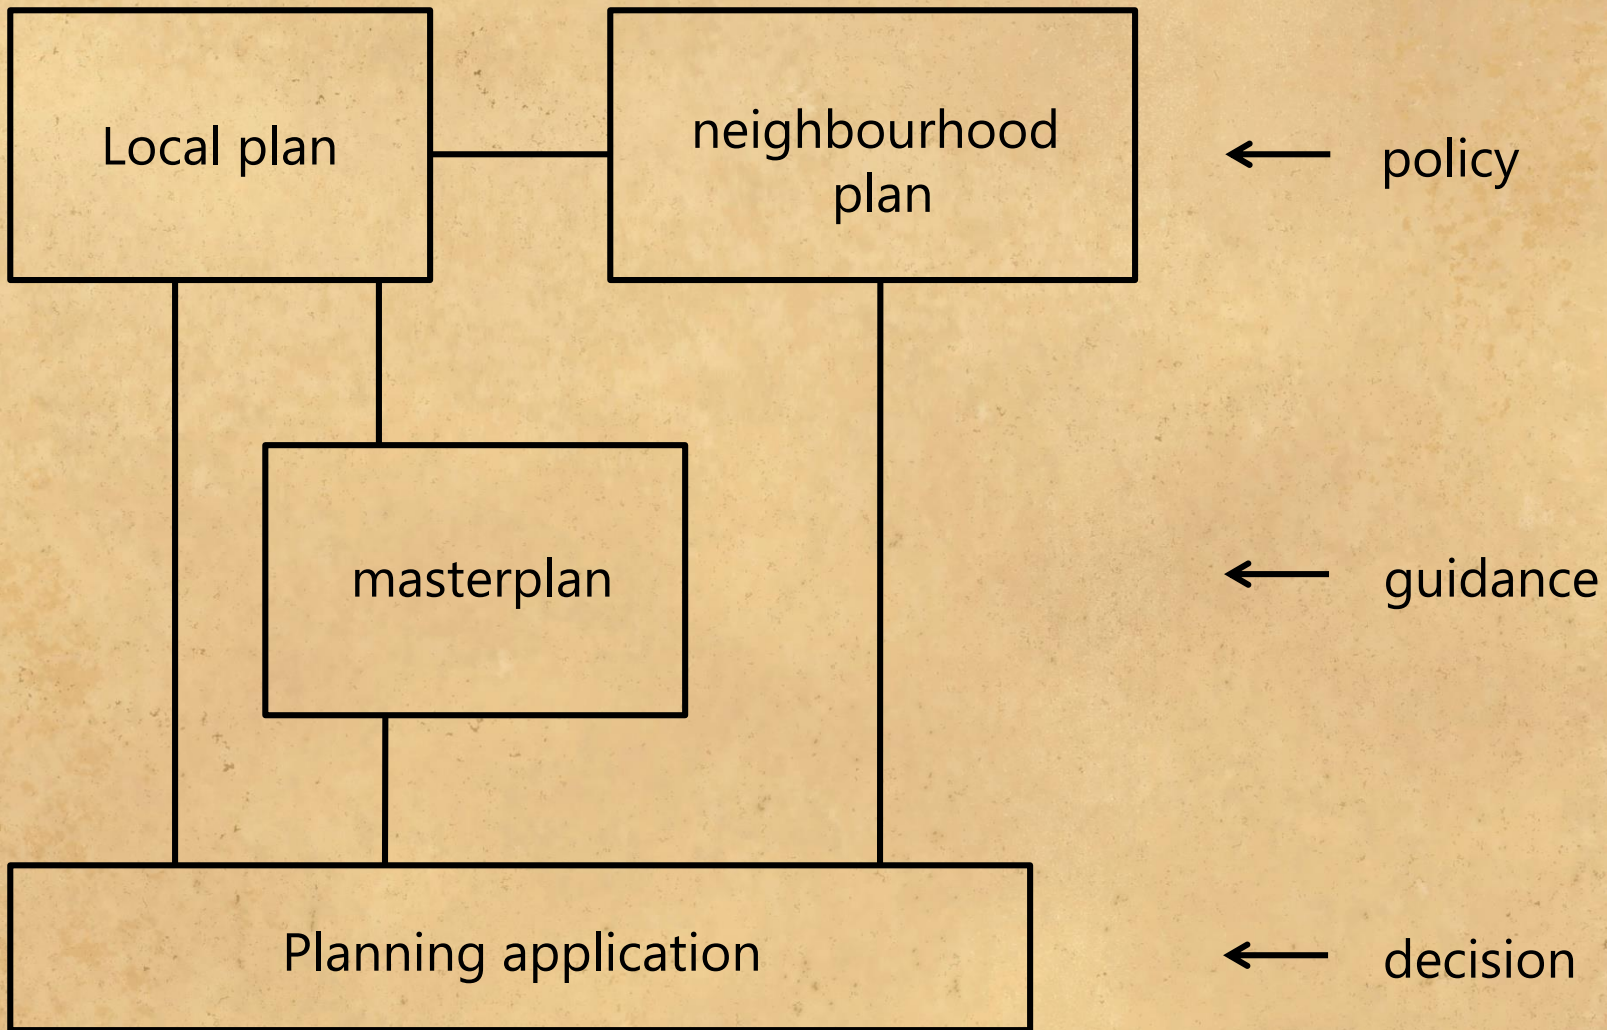 Local plan
neighbourhood
plan
policy
masterplan
guidance
Planning application
decision